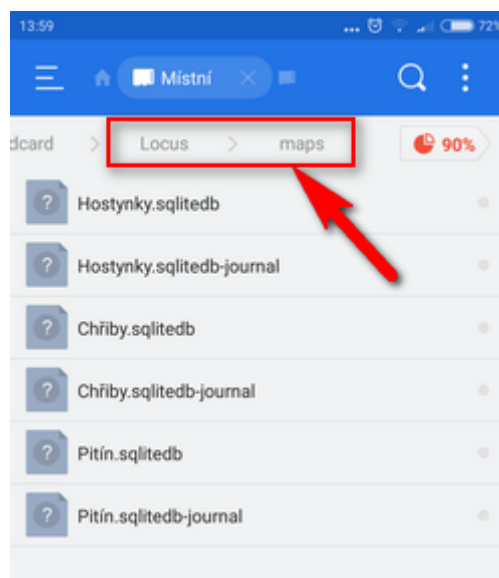 13:59 ... 72%
Místní
dcard > Locus > maps 90%
Hostynky.sqlitedb
Hostynky.sqlitedb-journal
Chřiby.sqlitedb
Chřiby.sqlitedb-journal
Pitín.sqlitedb
Pitín.sqlitedb-journal